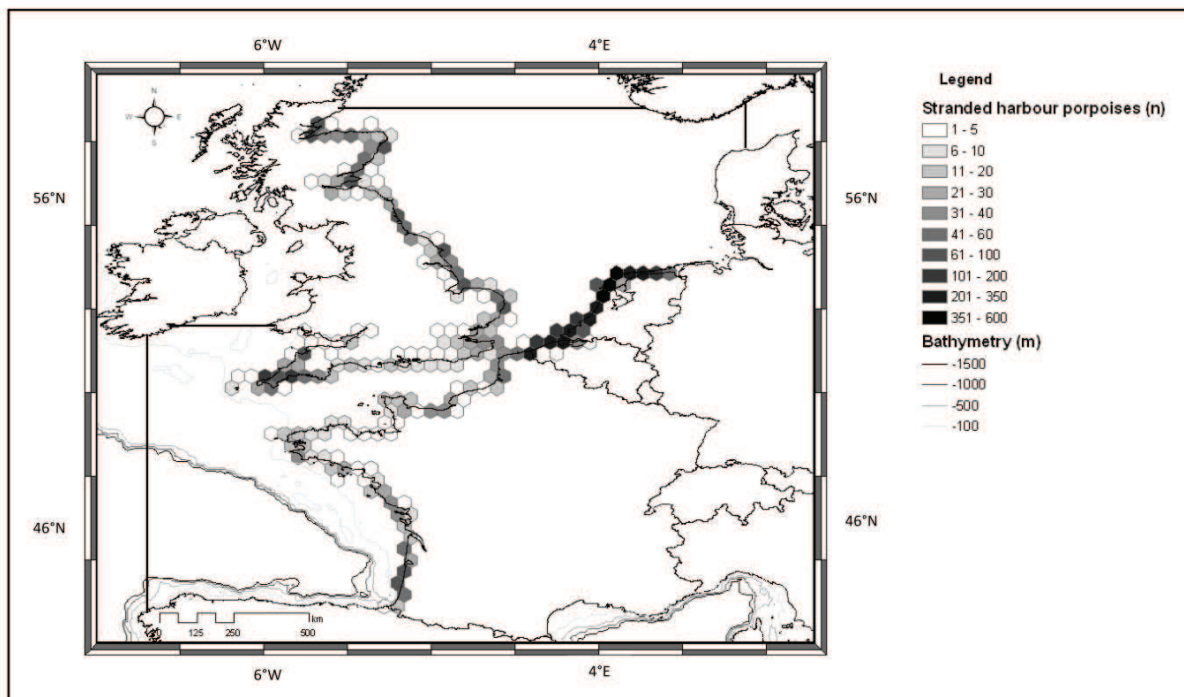 6°W
4°E
N
W
E
S
56°N
56°N
46°N
46°N
125
250
500
km
6°W
4°E
Legend
Stranded harbour porpoises (n)
1 - 5
6 - 10
11 - 20
21 - 30
31 - 40
41 - 60
61 - 100
101 - 200
201 - 350
351 - 600
Bathymetry (m)
-1500
-1000
-500
-100